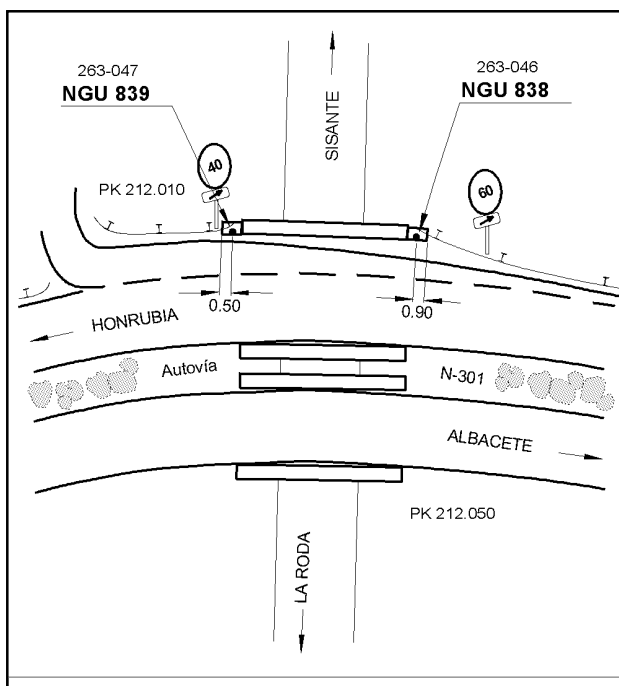 263-047
NGU 839
263-046
NGU 838
SISANTE
40
60
PK 212.010
0.50
0.90
HONRUBIA
Autovía
N-301
ALBACETE
PK 212.050
LA RODA